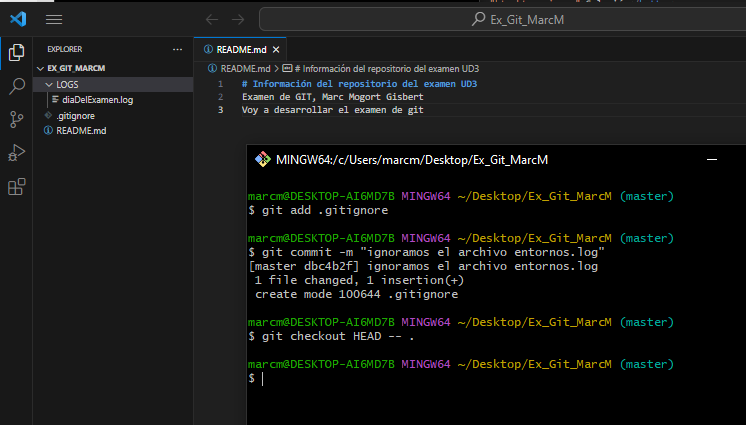 Ex_Git_MarcM
EXPLORER
···
README.md
EX_GIT_MARCM
LOGS
diaDelExamen.log
.gitignore
README.md
README.md > # Información del repositorio del examen UD3
1 # Información del repositorio del examen UD3
2 Examen de GIT, Marc Mogort Gisbert
3 Voy a desarrollar el examen de git
MINGW64:/c/Users/marcm/Desktop/Ex_Git_MarcM
marcm@DESKTOP-AI6MD7B MINGW64 ~/Desktop/Ex_Git_MarcM (master)
$ git add .gitignore
marcm@DESKTOP-AI6MD7B MINGW64 ~/Desktop/Ex_Git_MarcM (master)
$ git commit -m "ignoramos el archivo entornos.log"
[master dbc4b2f] ignoramos el archivo entornos.log
1 file changed, 1 insertion(+)
create mode 100644 .gitignore
marcm@DESKTOP-AI6MD7B MINGW64 ~/Desktop/Ex_Git_MarcM (master)
$ git checkout HEAD -- .
marcm@DESKTOP-AI6MD7B MINGW64 ~/Desktop/Ex_Git_MarcM (master)
$